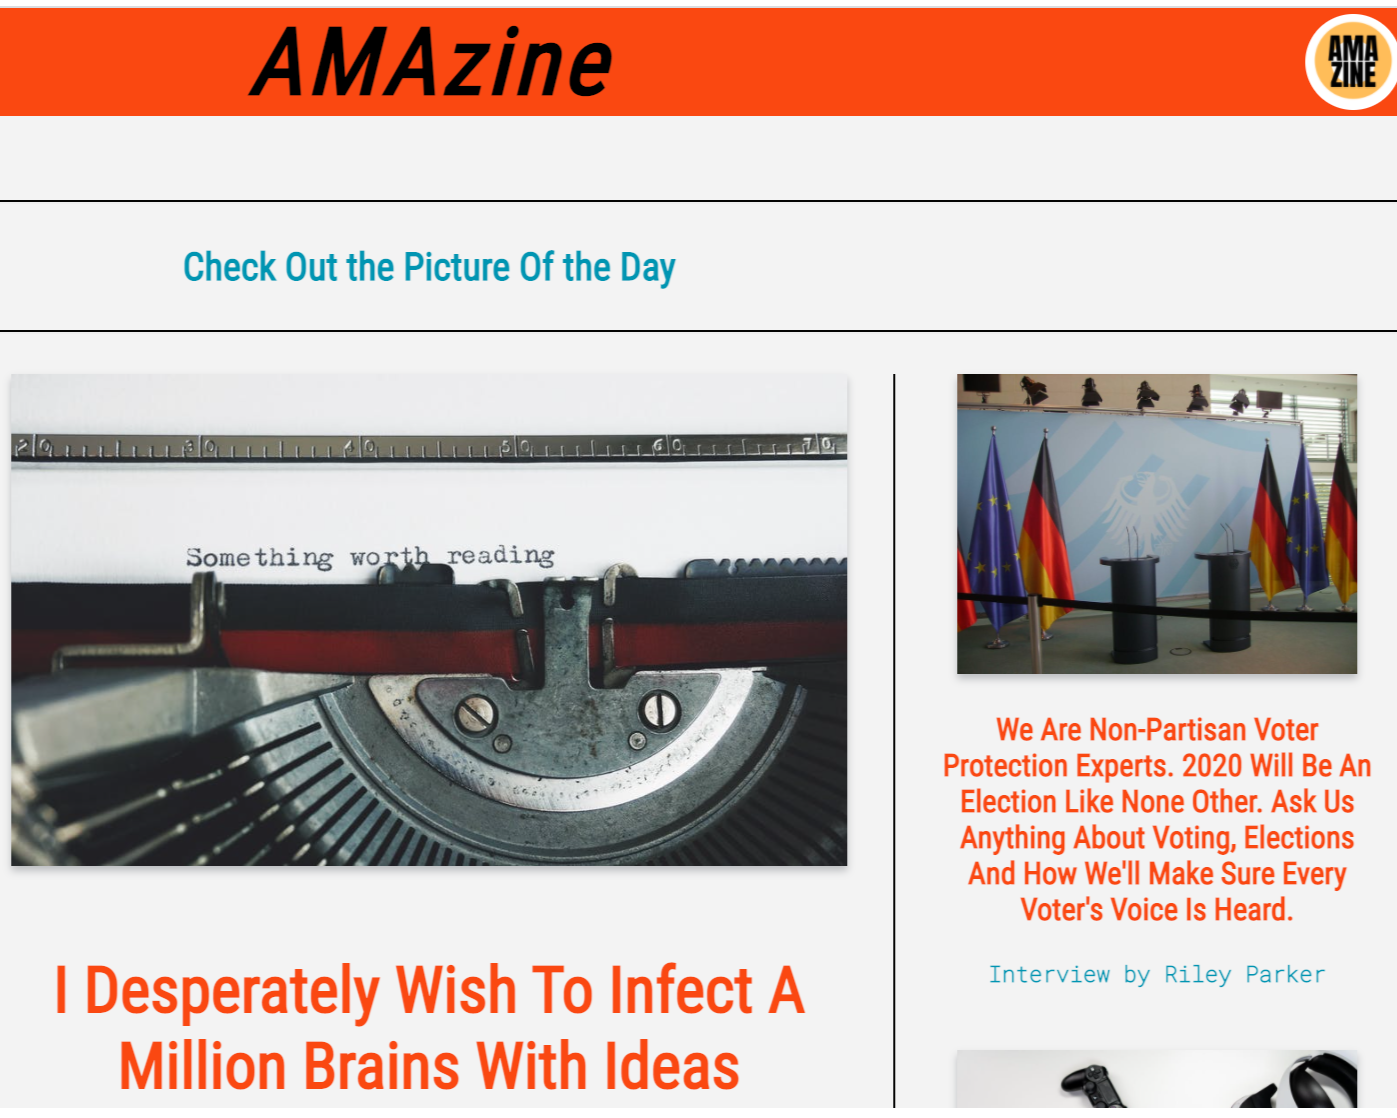 AMAzine
AMA
ZINE
Check Out the Picture Of the Day
20 30 40 50 60 70
Something worth reading
We Are Non-Partisan Voter
Protection Experts. 2020 Will Be An
Election Like None Other. Ask Us
Anything About Voting, Elections
And How We'll Make Sure Every
Voter's Voice Is Heard.
Interview by Riley Parker
I Desperately Wish To Infect A
Million Brains With Ideas